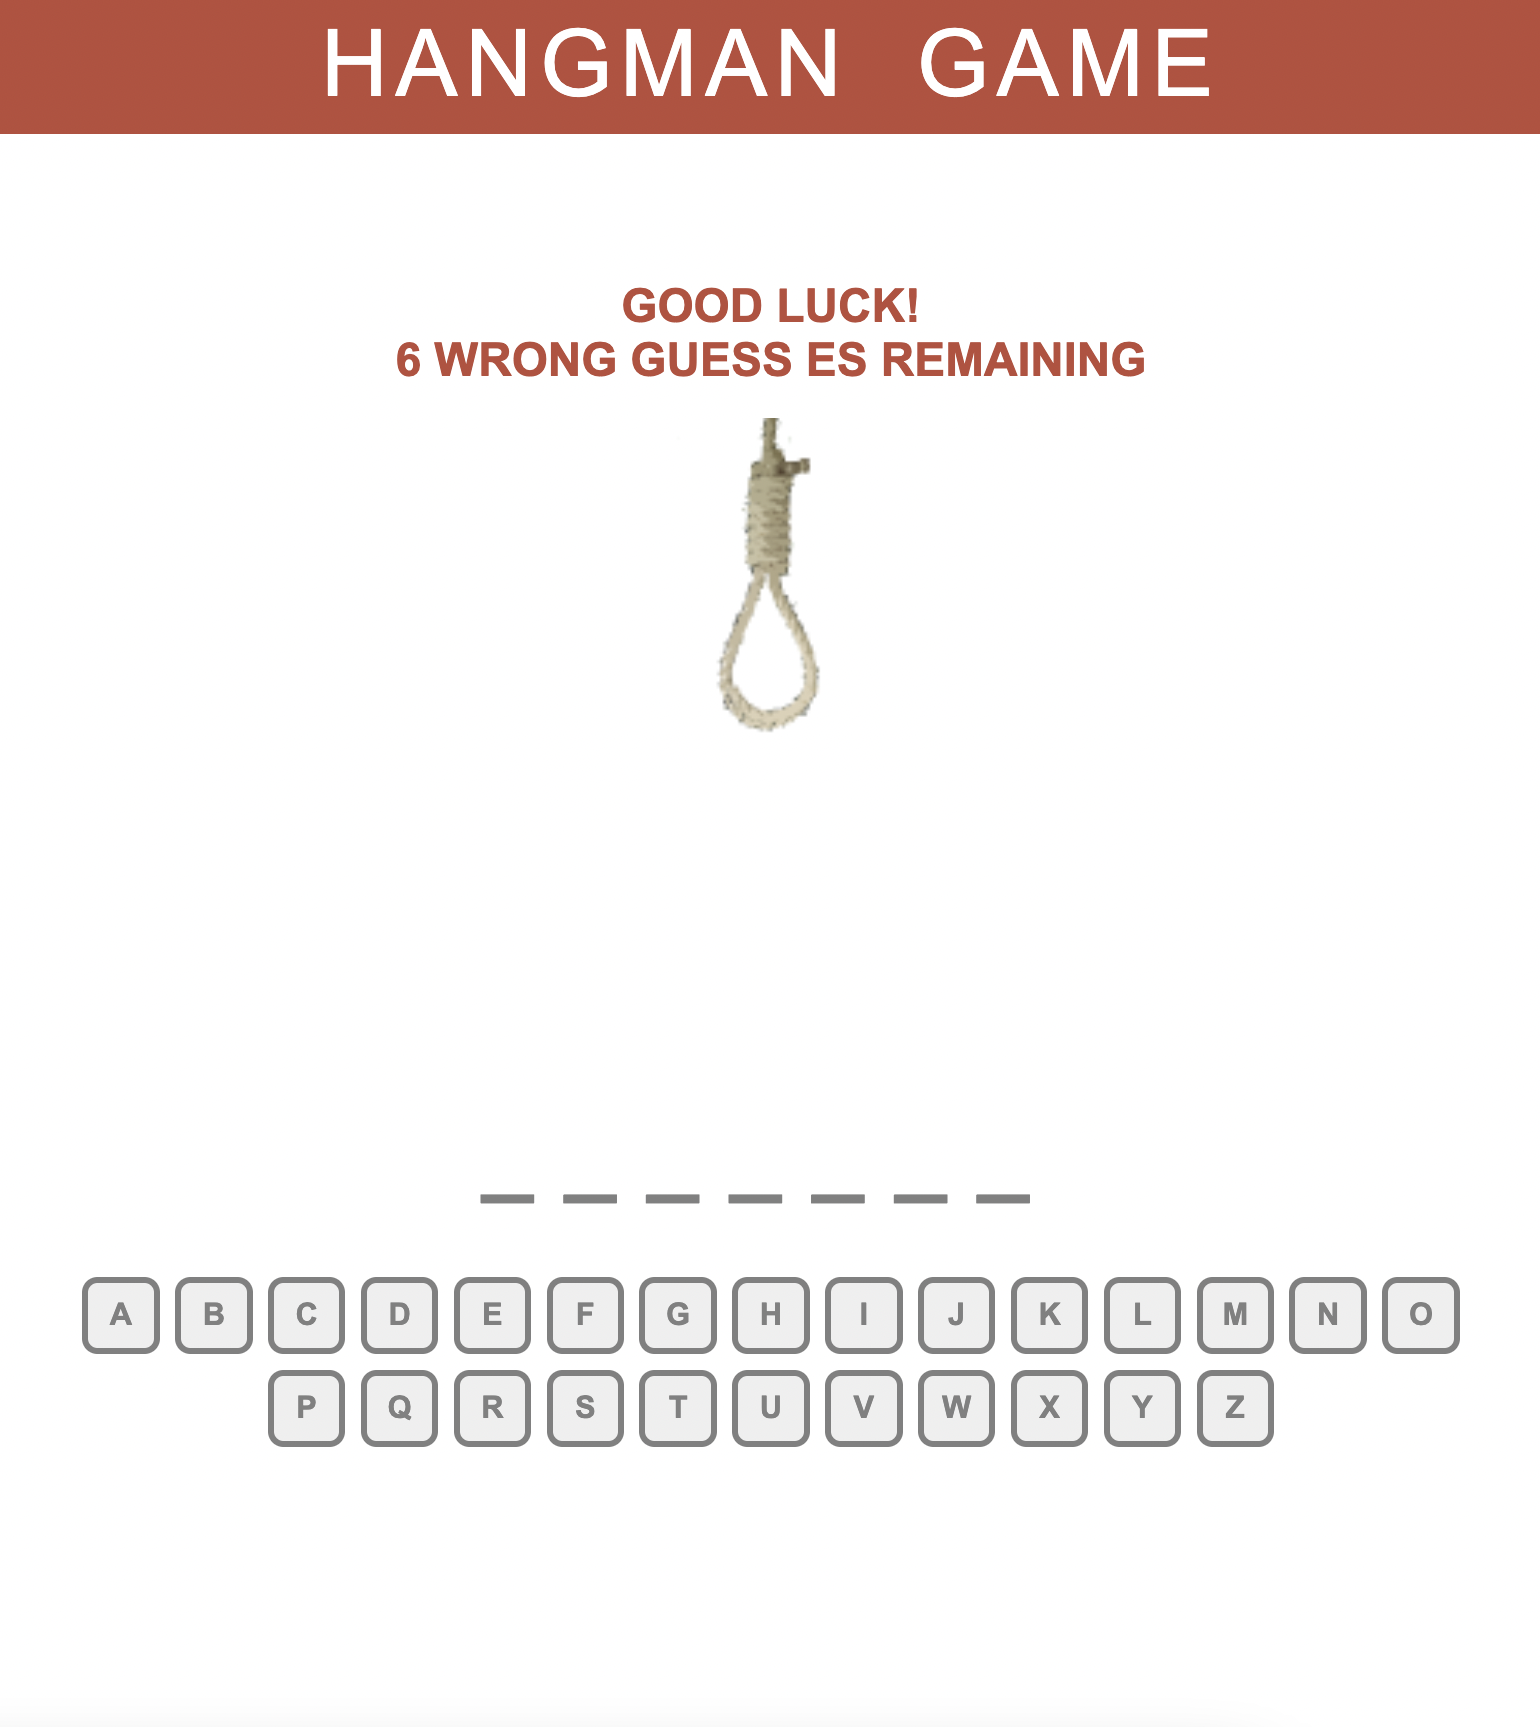 HANGMAN GAME
GOOD LUCK!
6 WRONG GUESS ES REMAINING
A B C D E F G H I J K L M N O
P Q R S T U V W X Y Z